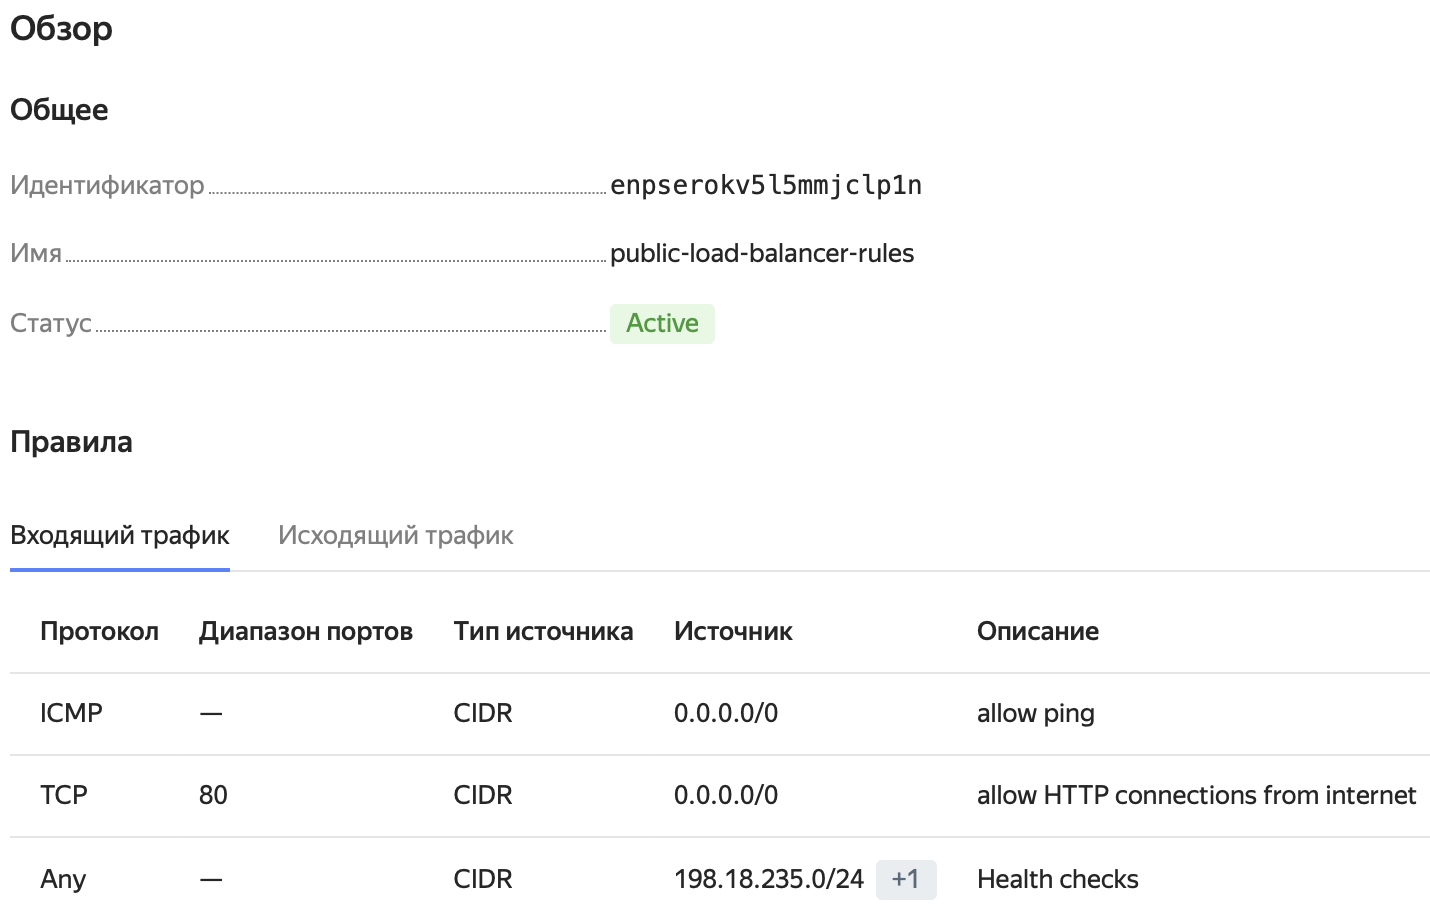 Обзор
Общее
Идентификатор enpserokv5l5mmjclp1n
Имя public-load-balancer-rules
Статус Active
Правила
Входящий трафик Исходящий трафик
Протокол Диапазон портов Тип источника Источник Описание
ICMP — CIDR 0.0.0.0/0 allow ping
TCP 80 CIDR 0.0.0.0/0 allow HTTP connections from internet
Any — CIDR 198.18.235.0/24 +1 Health checks